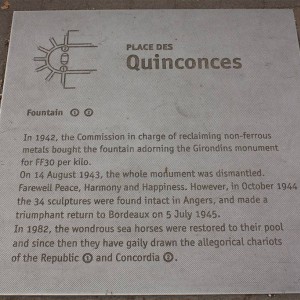 PLACE DES
Quinconces
Fountain ① ②
In 1942, the Commission in charge of reclaiming non-ferrous
metals bought the fountain adorning the Girondins monument
for FF30 per kilo.
On 14 August 1943, the whole monument was dismantled.
Farewell Peace, Harmony and Happiness. However, in October 1944
the 34 sculptures were found intact in Angers, and made a
triumphant return to Bordeaux on 5 July 1945.
In 1982, the wondrous sea horses were restored to their pool
and since then they have gaily drawn the allegorical chariots
of the Republic ① and Concordia ②.